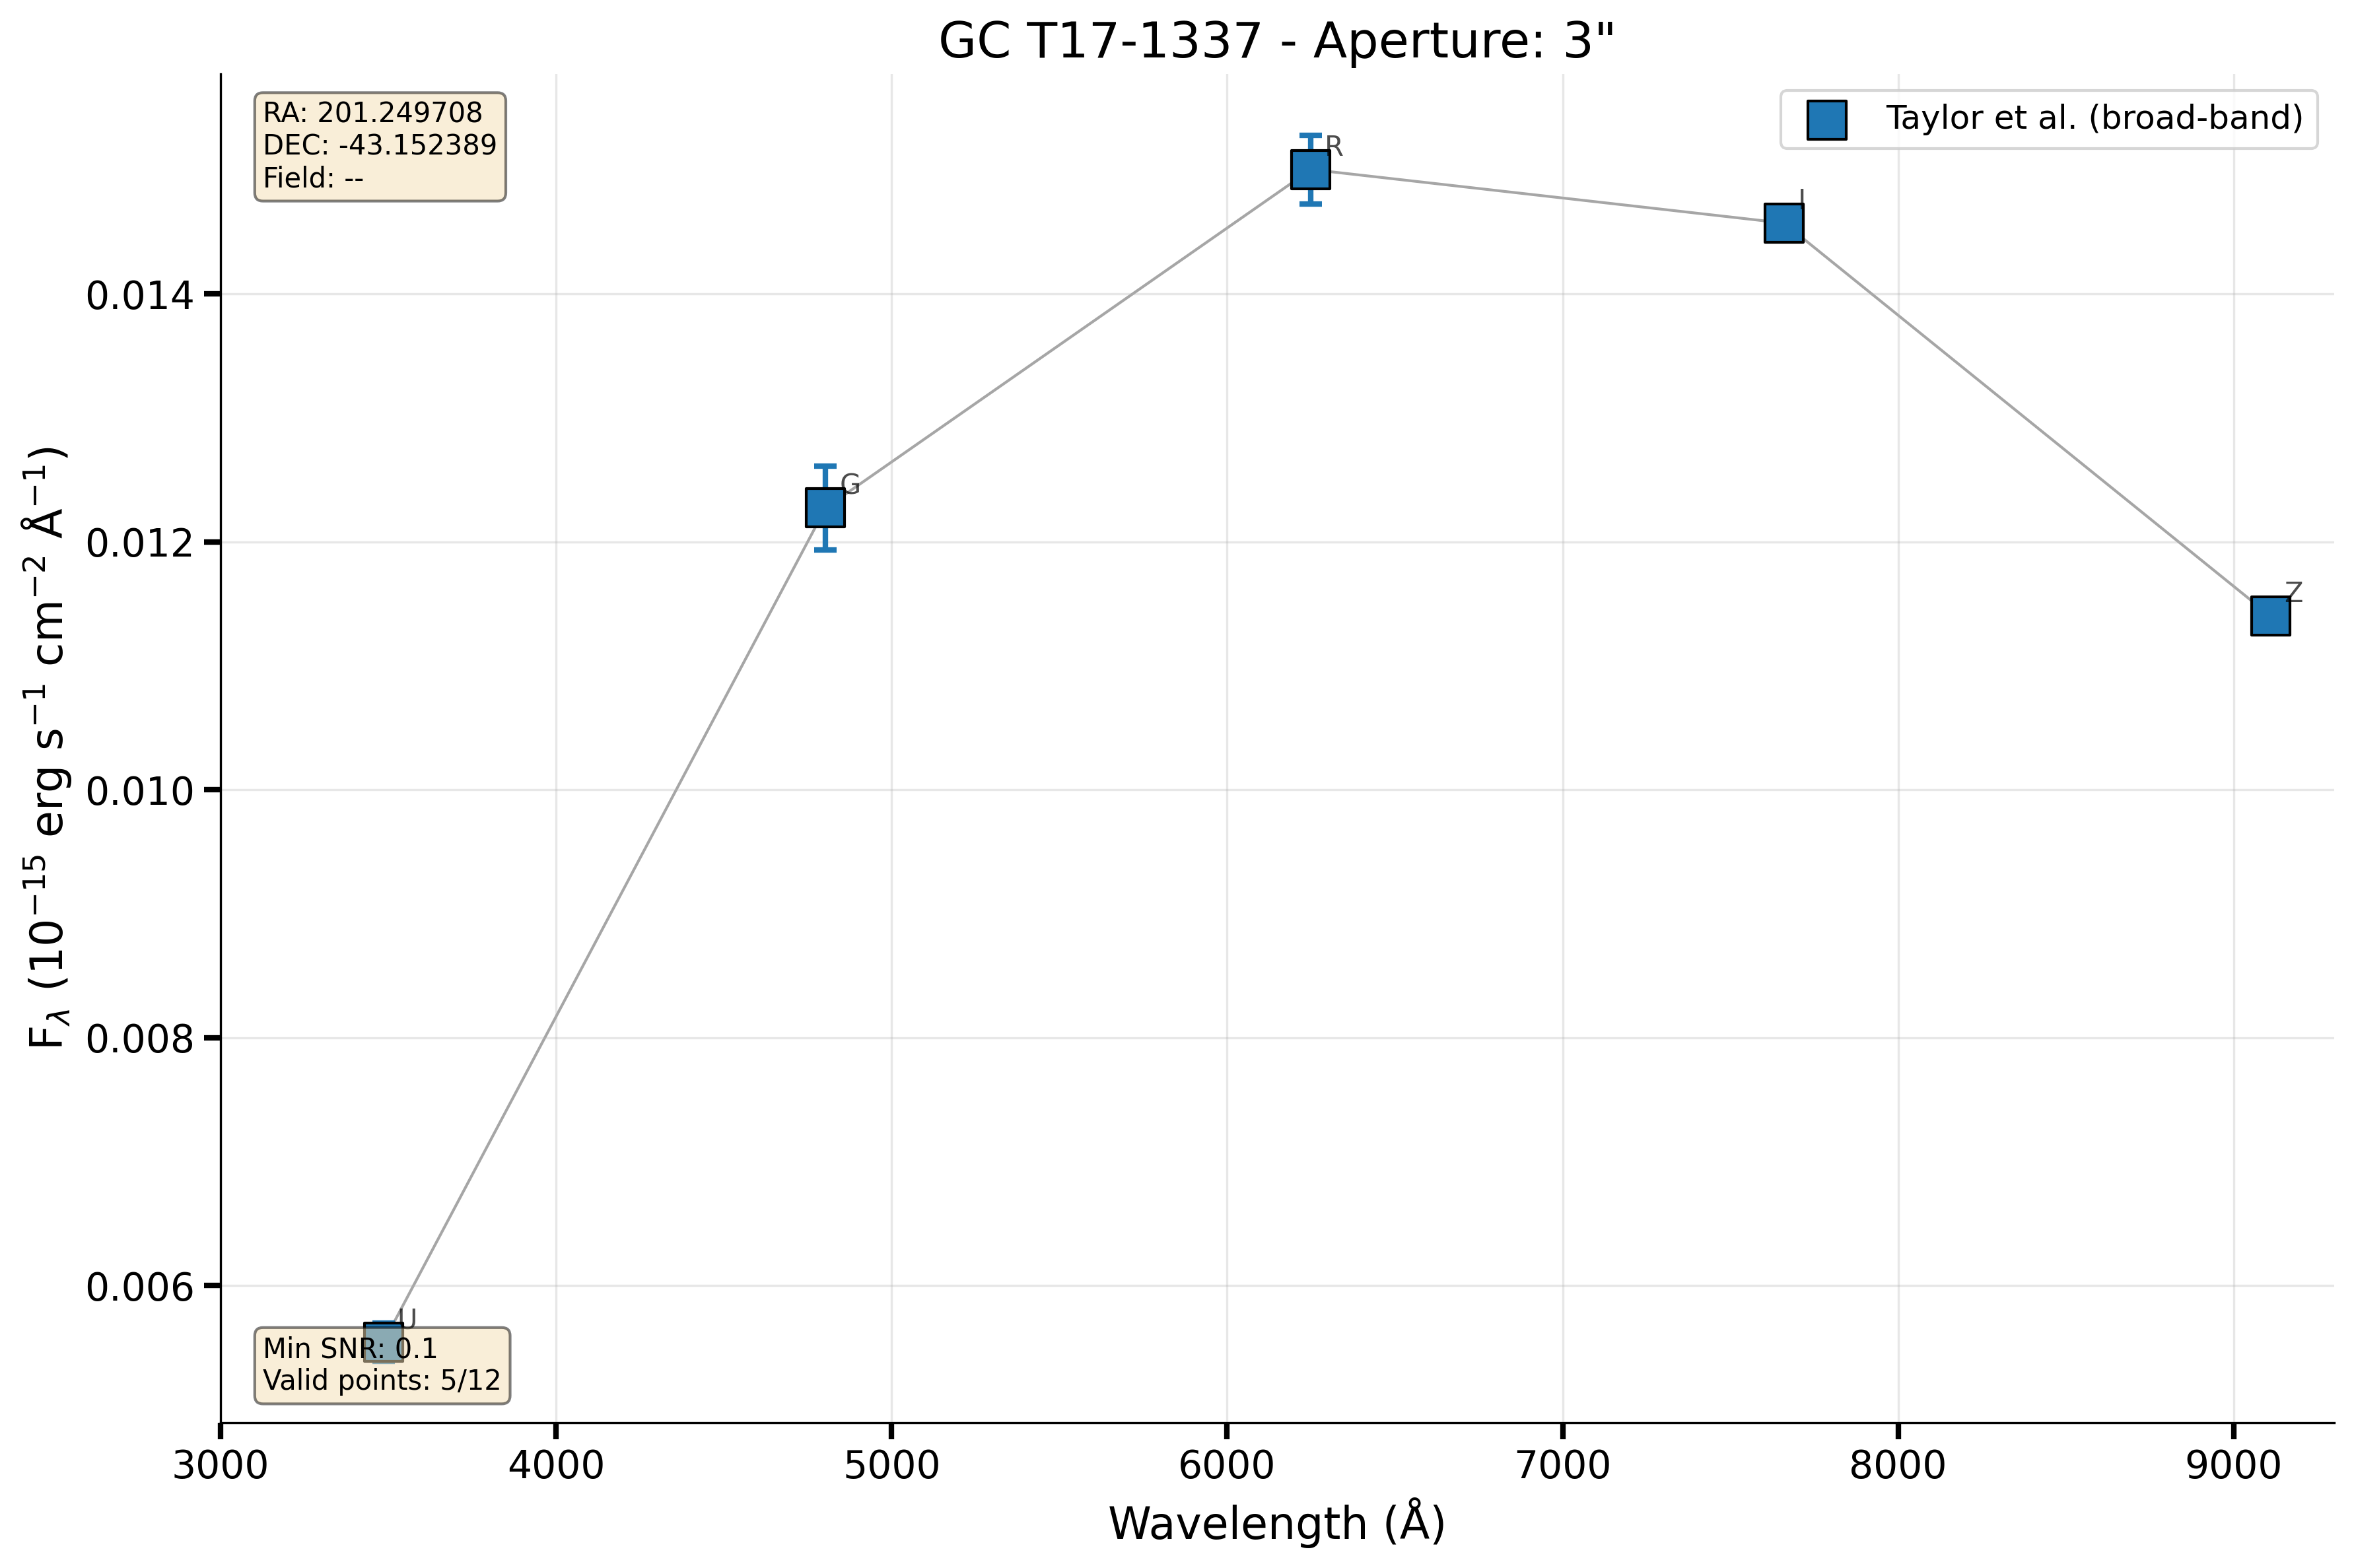 GC T17-1337 - Aperture: 3"
RA: 201.249708
DEC: -43.152389
Field: --
Taylor et al. (broad-band)
R
I
G
Z
U
Min SNR: 0.1
Valid points: 5/12
0.014
0.012
0.010
0.008
0.006
F_λ (10⁻¹⁵ erg s⁻¹ cm⁻² Å⁻¹)
3000 4000 5000 6000 7000 8000 9000
Wavelength (Å)